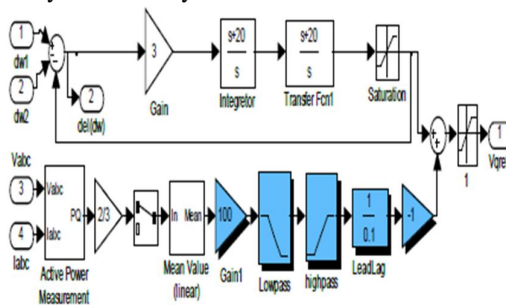 1
dw1
2
dw2
2
del(dw)
3
Gain
s+20
s
Integretor
s+20
s
Transfer Fcn1
Saturation
1
1
Vqref
Vabc
3
4
Iabc
Vabc
Iabc
PQ
Active Power
Measurement
2/3
In
Mean
Mean Value
(linear)
100
Gain1
Lowpass
highpass
1
0.1
LeadLag
-1